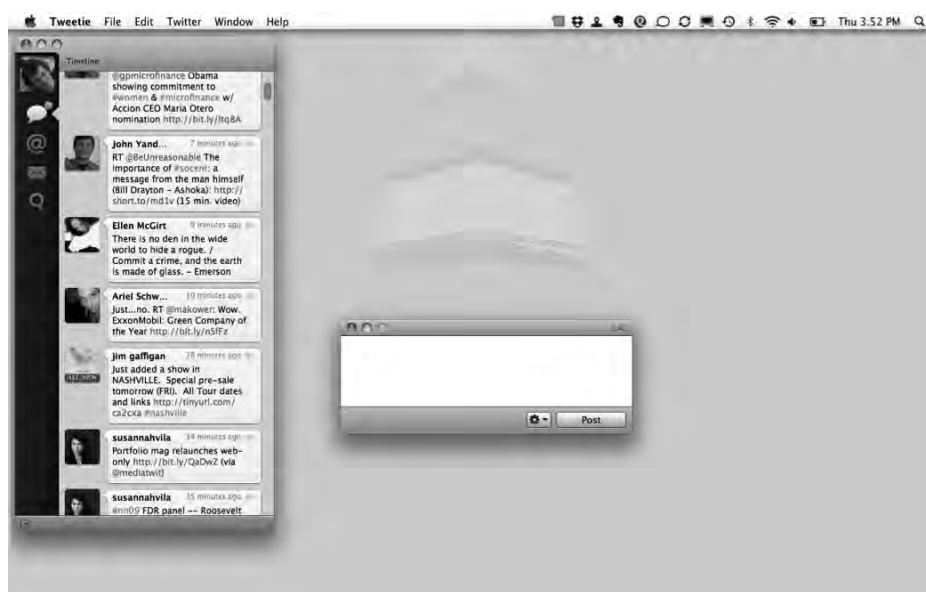 Tweetie File Edit Twitter Window Help
Thu 3:52 PM
Timeline
@gpmicrofinance Obama
showing commitment to
#women & #microfinance w/
Accion CEO Maria Otero
nomination http://bit.ly/ltq8A
John Yand... 7 minutes ago
RT @BeUnreasonable The
importance of #socent: a
message from the man himself
(Bill Drayton - Ashoka): http://
short.to/md1v (15 min. video)
Ellen McGirt 9 minutes ago
There is no den in the wide
world to hide a rogue. /
Commit a crime, and the earth
is made of glass. - Emerson
Ariel Schw... 10 minutes ago
Just...no. RT @makower: Wow.
ExxonMobil: Green Company of
the Year http://bit.ly/n5fFz
jim gaffigan 28 minutes ago
Just added a show in
NASHVILLE. Special pre-sale
tomorrow (FRI). All Tour dates
and links http://tinyurl.com/
ca2cxa #nashville
susannahvila 34 minutes ago
Portfolio mag relaunches web-
only http://bit.ly/QaDwZ (via
@mediatwit)
susannahvila 35 minutes ago
#nn09 FDR panel -- Roosevelt
Post